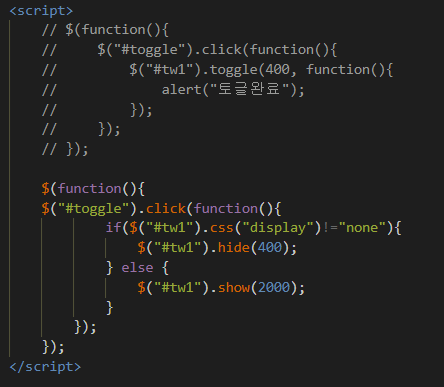 <script>
// $(function(){
//     $("#toggle").click(function(){
//         $("#tw1").toggle(400, function(){
//             alert("토글완료");
//         });
//     });
// });
$(function(){
$("#toggle").click(function(){
if($("#tw1").css("display")!="none"){
$("#tw1").hide(400);
} else {
$("#tw1").show(2000);
}
});
});
</script>